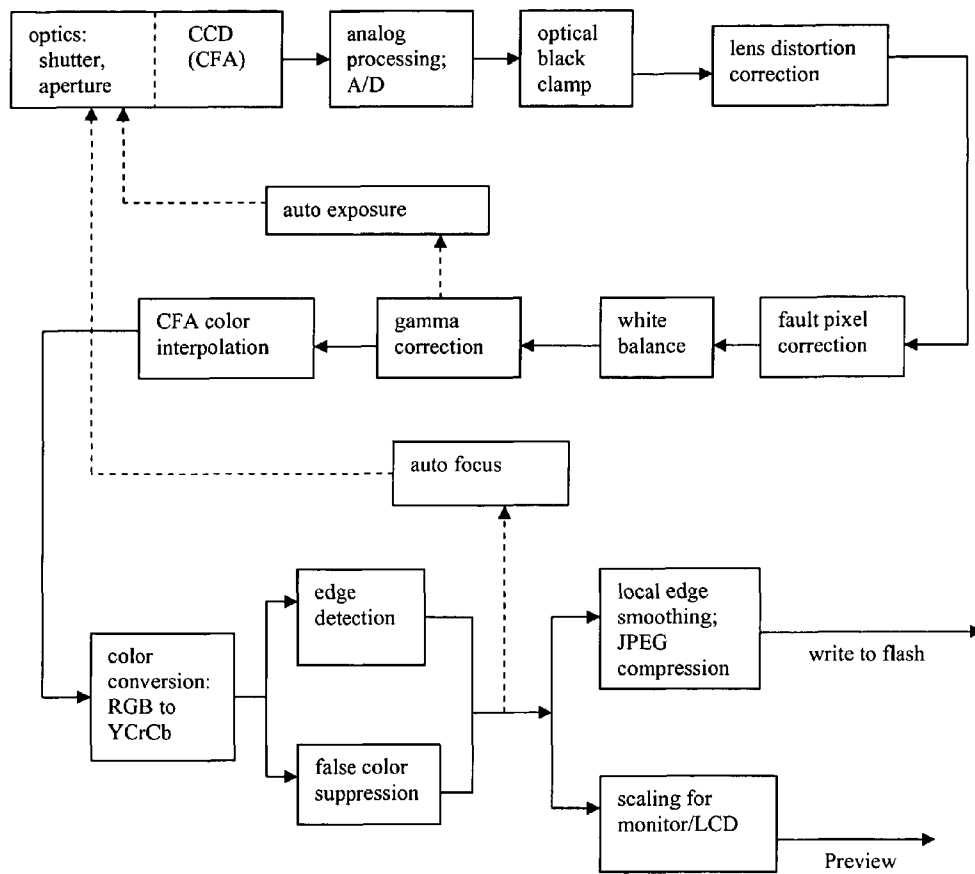 optics:
shutter,
aperture
CCD
(CFA)
analog
processing;
A/D
optical
black
clamp
lens distortion
correction
auto exposure
CFA color
interpolation
gamma
correction
white
balance
fault pixel
correction
auto focus
edge
detection
local edge
smoothing;
JPEG
compression
write to flash
color
conversion:
RGB to
YCrCb
false color
suppression
scaling for
monitor/LCD
Preview